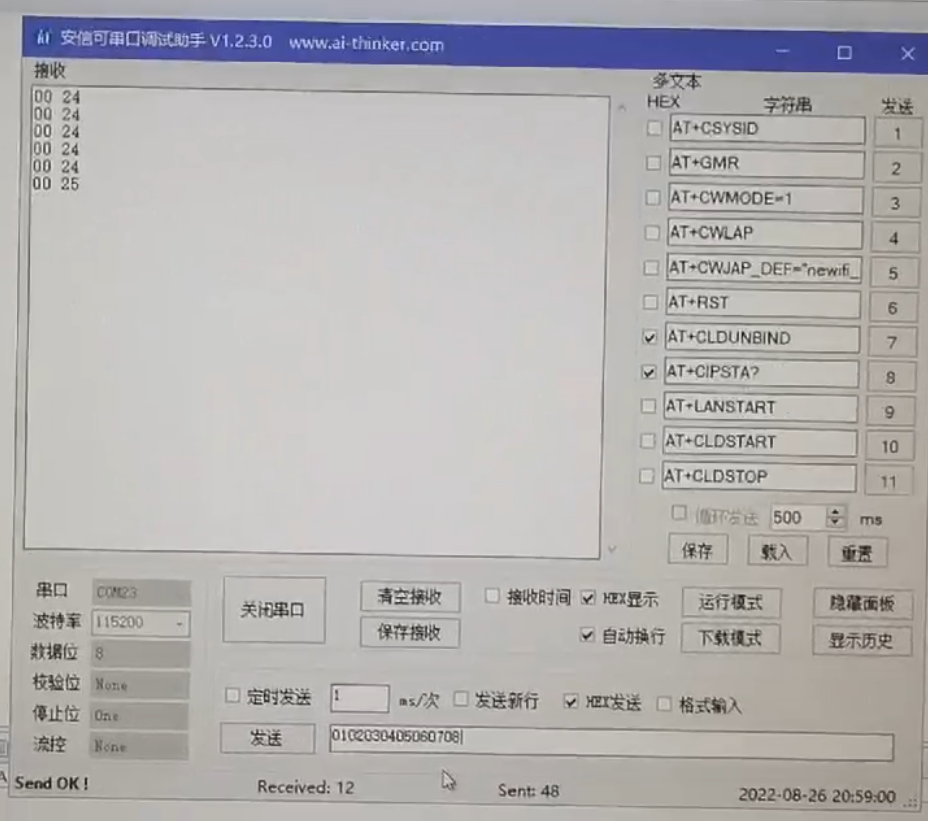 安信可串口调试助手 V1.2.3.0 www.ai-thinker.com
接收
00 24
00 24
00 24
00 24
00 24
00 25
多文本
HEX 字符串 发送
AT+CSYSID 1
AT+GMR 2
AT+CWMODE=1 3
AT+CWLAP 4
AT+CWJAP_DEF="newifi_ 5
AT+RST 6
AT+CLDUNBIND 7
AT+CIPSTA? 8
AT+LANSTART 9
AT+CLDSTART 10
AT+CLDSTOP 11
循环发送 500 ms
保存 载入 重置
串口 COM23
波特率 115200
数据位 8
校验位 None
停止位 One
流控 None
关闭串口
清空接收
保存接收
接收时间 HEX显示
自动换行
运行模式
下载模式
隐藏面板
显示历史
定时发送 1 ms/次 发送新行 HEX发送 格式输入
发送 0102030405060708
Send OK! Received: 12 Sent: 48 2022-08-26 20:59:00